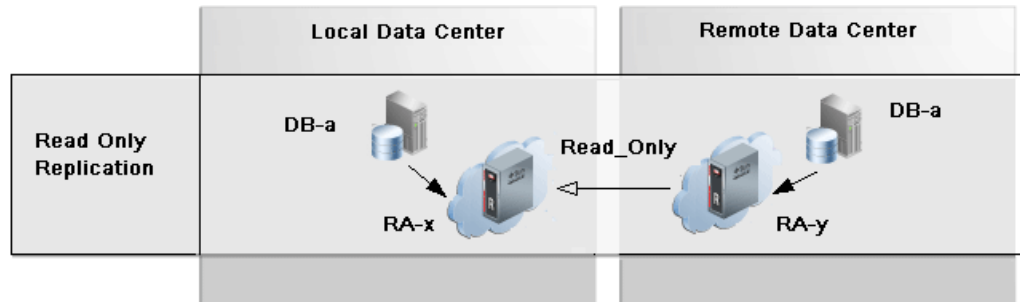 Local Data Center
Remote Data Center
Read Only
Replication
DB-a
DB-a
Read_Only
RA-x
RA-y
R
R